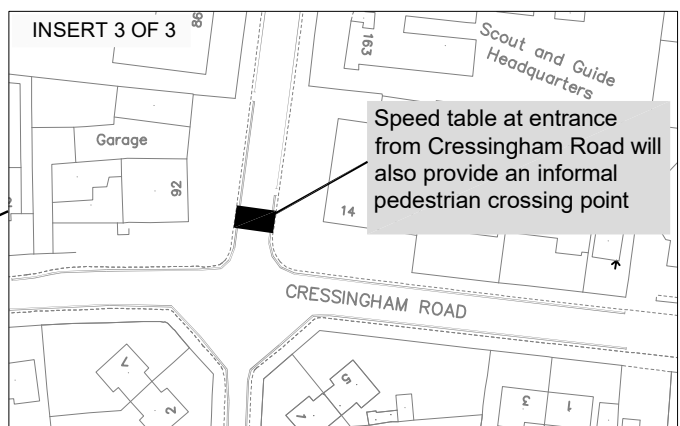 INSERT 3 OF 3
98
163
Scout and Guide
Headquarters
Garage
92
Speed table at entrance
from Cressingham Road will
also provide an informal
pedestrian crossing point
14
CRESSINGHAM ROAD
7
2
5
1
3
1